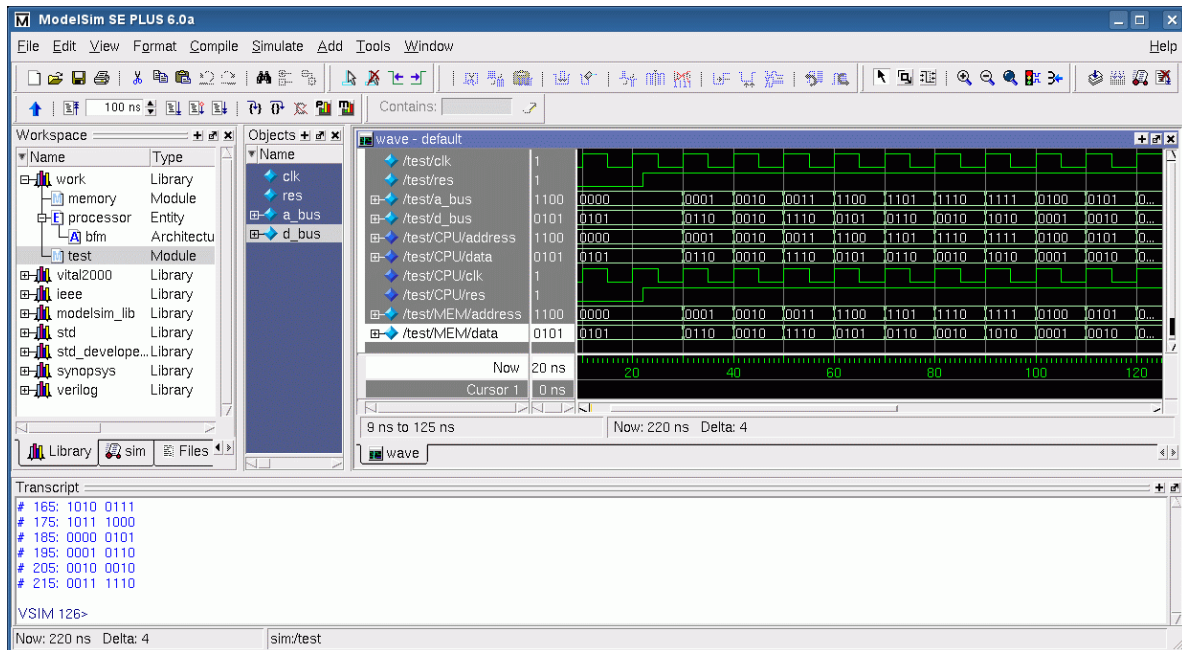 ModelSim SE PLUS 6.0a
File Edit View Format Compile Simulate Add Tools Window Help
100 ns Contains:
Workspace
Name Type
work Library
memory Module
processor Entity
bfm Architectu
test Module
vital2000 Library
ieee Library
modelsim_lib Library
std Library
std_develope... Library
synopsys Library
verilog Library
Library sim Files
Objects
Name
clk
res
a_bus
d_bus
wave - default
/test/clk 1
/test/res 1
/test/a_bus 1100 0000 0001 0010 0011 1100 1101 1110 1111 0100 0101 0...
/test/d_bus 0101 0101 0110 0010 1110 0101 0110 0010 1010 0001 0010 0...
/test/CPU/address 1100 0000 0001 0010 0011 1100 1101 1110 1111 0100 0101 0...
/test/CPU/data 0101 0101 0110 0010 1110 0101 0110 0010 1010 0001 0010 0...
/test/CPU/clk 1
/test/CPU/res 1
/test/MEM/address 1100 0000 0001 0010 0011 1100 1101 1110 1111 0100 0101 0...
/test/MEM/data 0101 0101 0110 0010 1110 0101 0110 0010 1010 0001 0010 0...
Now 20 ns 20 40 60 80 100 120
Cursor 1 0 ns
9 ns to 125 ns Now: 220 ns Delta: 4
wave
Transcript
# 165: 1010 0111
# 175: 1011 1000
# 185: 0000 0101
# 195: 0001 0110
# 205: 0010 0010
# 215: 0011 1110
VSIM 126>
Now: 220 ns Delta: 4 sim:/test